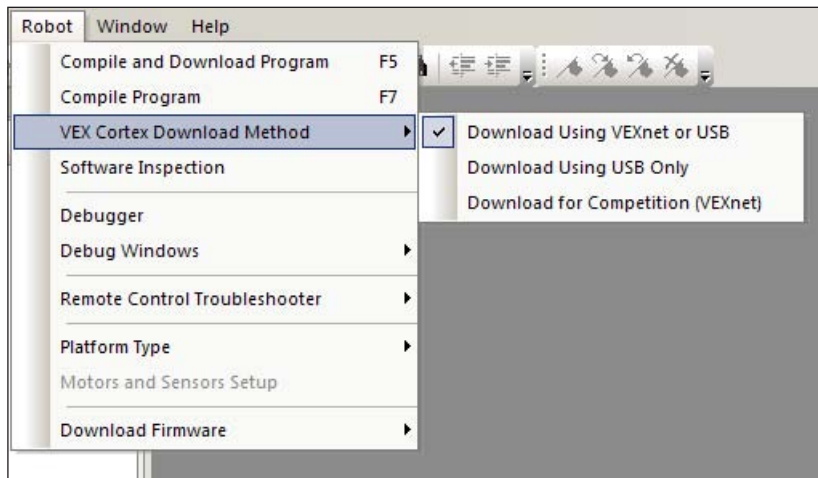 Robot Window Help
Compile and Download Program F5
Compile Program F7
VEX Cortex Download Method
Download Using VEXnet or USB
Download Using USB Only
Download for Competition (VEXnet)
Software Inspection
Debugger
Debug Windows
Remote Control Troubleshooter
Platform Type
Motors and Sensors Setup
Download Firmware